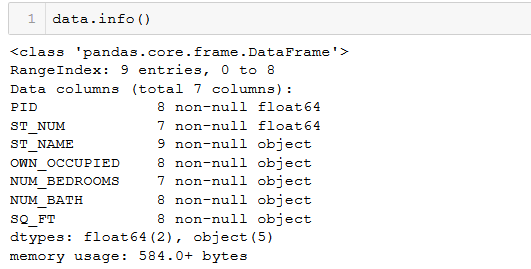 1 data.info()
<class 'pandas.core.frame.DataFrame'>
RangeIndex: 9 entries, 0 to 8
Data columns (total 7 columns):
PID             8 non-null float64
ST_NUM          7 non-null float64
ST_NAME         9 non-null object
OWN_OCCUPIED    8 non-null object
NUM_BEDROOMS    7 non-null object
NUM_BATH        8 non-null object
SQ_FT           8 non-null object
dtypes: float64(2), object(5)
memory usage: 584.0+ bytes